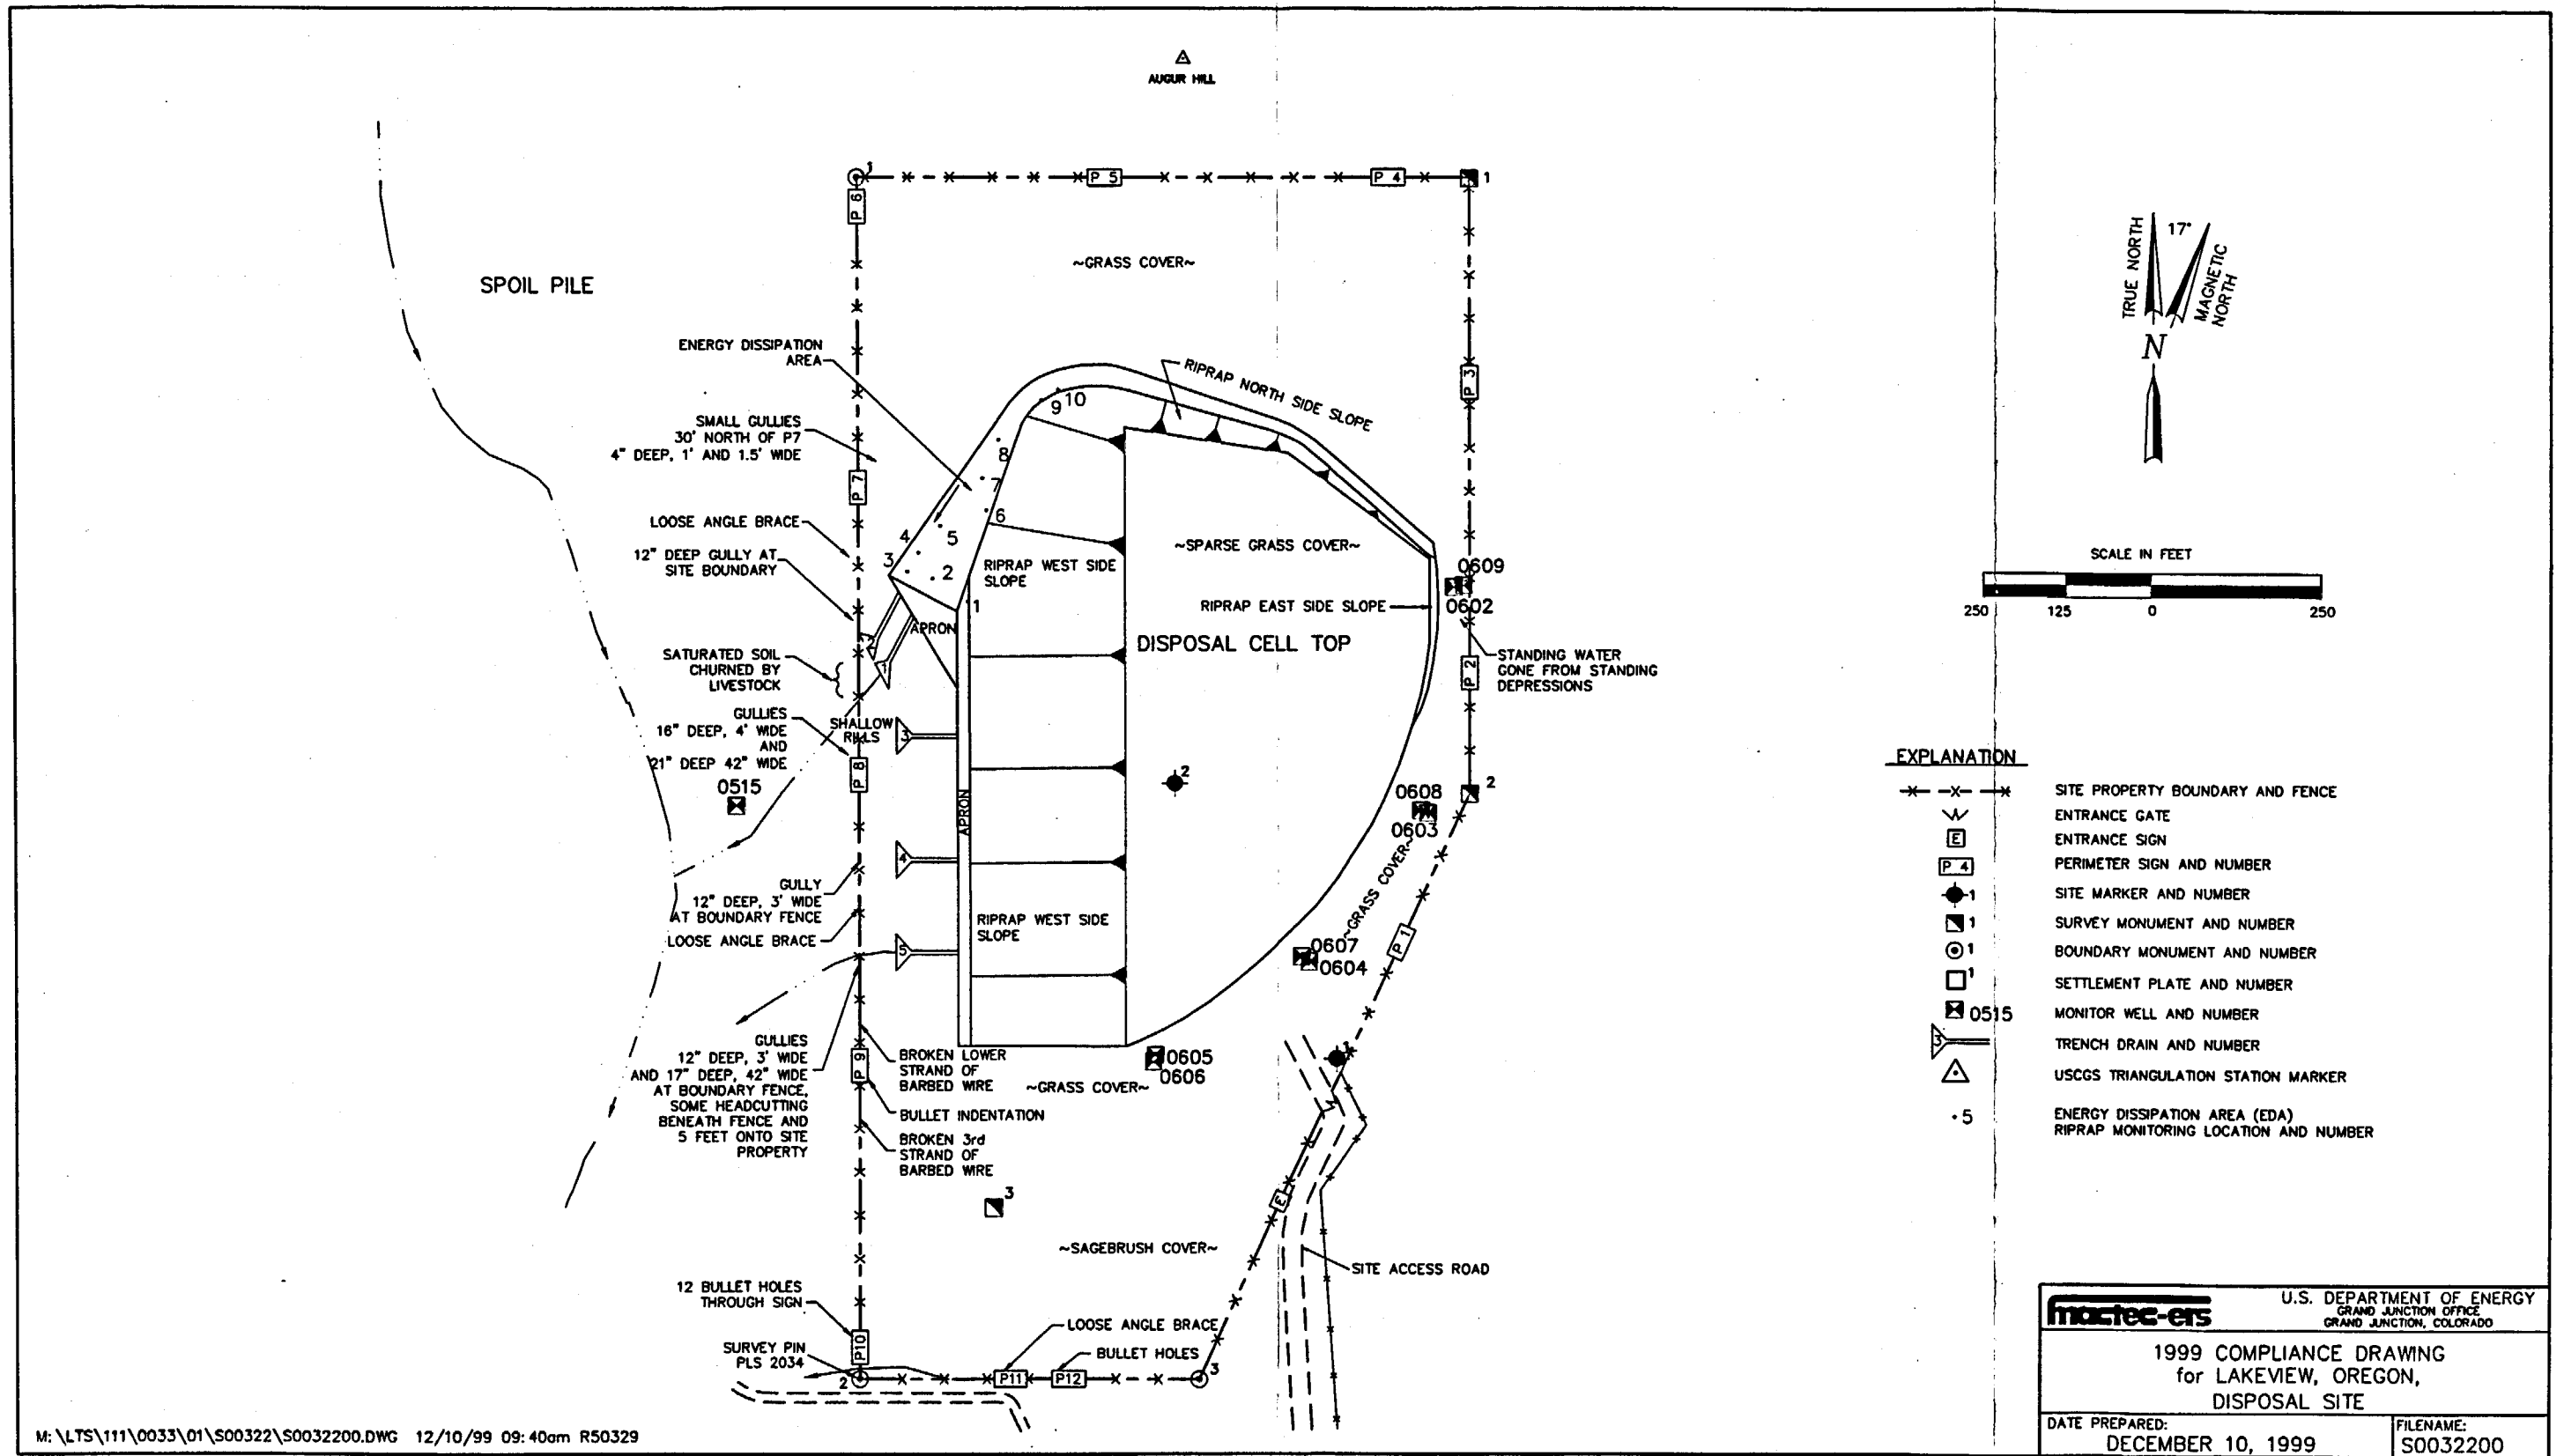 AUGUR HILL
1
P 5
P 4
1
P 6
SPOIL PILE
~GRASS COVER~
TRUE NORTH
17°
MAGNETIC
NORTH
N
ENERGY DISSIPATION
AREA
RIPRAP NORTH SIDE SLOPE
P 3
9
10
SMALL GULLIES
30' NORTH OF P7
4" DEEP, 1' AND 1.5' WIDE
8
7
P 7
6
LOOSE ANGLE BRACE
4
5
12" DEEP GULLY AT
SITE BOUNDARY
3
2
RIPRAP WEST SIDE
SLOPE
~SPARSE GRASS COVER~
0609
0602
RIPRAP EAST SIDE SLOPE
SCALE IN FEET
250
125
0
250
1
APRON
2
1
DISPOSAL CELL TOP
SATURATED SOIL
CHURNED BY
LIVESTOCK
STANDING WATER
GONE FROM STANDING
DEPRESSIONS
P 2
GULLIES
16" DEEP, 4' WIDE
AND
21" DEEP 42" WIDE
SHALLOW
RILLS
3
P 8
0515
2
2
0608
0603
APRON
4
GULLY
12" DEEP, 3' WIDE
AT BOUNDARY FENCE
LOOSE ANGLE BRACE
RIPRAP WEST SIDE
SLOPE
5
~GRASS COVER~
P 1
0607
0604
GULLIES
12" DEEP, 3' WIDE
AND 17" DEEP, 42" WIDE
AT BOUNDARY FENCE,
SOME HEADCUTTING
BENEATH FENCE AND
5 FEET ONTO SITE
PROPERTY
P 9
BROKEN LOWER
STRAND OF
BARBED WIRE
~GRASS COVER~
0605
0606
1
BULLET INDENTATION
BROKEN 3rd
STRAND OF
BARBED WIRE
3
E
~SAGEBRUSH COVER~
SITE ACCESS ROAD
12 BULLET HOLES
THROUGH SIGN
P10
SURVEY PIN
PLS 2034
2
LOOSE ANGLE BRACE
BULLET HOLES
P11
P12
3
EXPLANATION
SITE PROPERTY BOUNDARY AND FENCE
ENTRANCE GATE
E ENTRANCE SIGN
P 4 PERIMETER SIGN AND NUMBER
1 SITE MARKER AND NUMBER
1 SURVEY MONUMENT AND NUMBER
1 BOUNDARY MONUMENT AND NUMBER
1 SETTLEMENT PLATE AND NUMBER
0515 MONITOR WELL AND NUMBER
3 TRENCH DRAIN AND NUMBER
USCGS TRIANGULATION STATION MARKER
5 ENERGY DISSIPATION AREA (EDA)
RIPRAP MONITORING LOCATION AND NUMBER
mactec-ers
U.S. DEPARTMENT OF ENERGY
GRAND JUNCTION OFFICE
GRAND JUNCTION, COLORADO
1999 COMPLIANCE DRAWING
for LAKEVIEW, OREGON,
DISPOSAL SITE
DATE PREPARED:
DECEMBER 10, 1999
FILENAME:
S0032200
M:\LTS\111\0033\01\S00322\S0032200.DWG 12/10/99 09:40am R50329